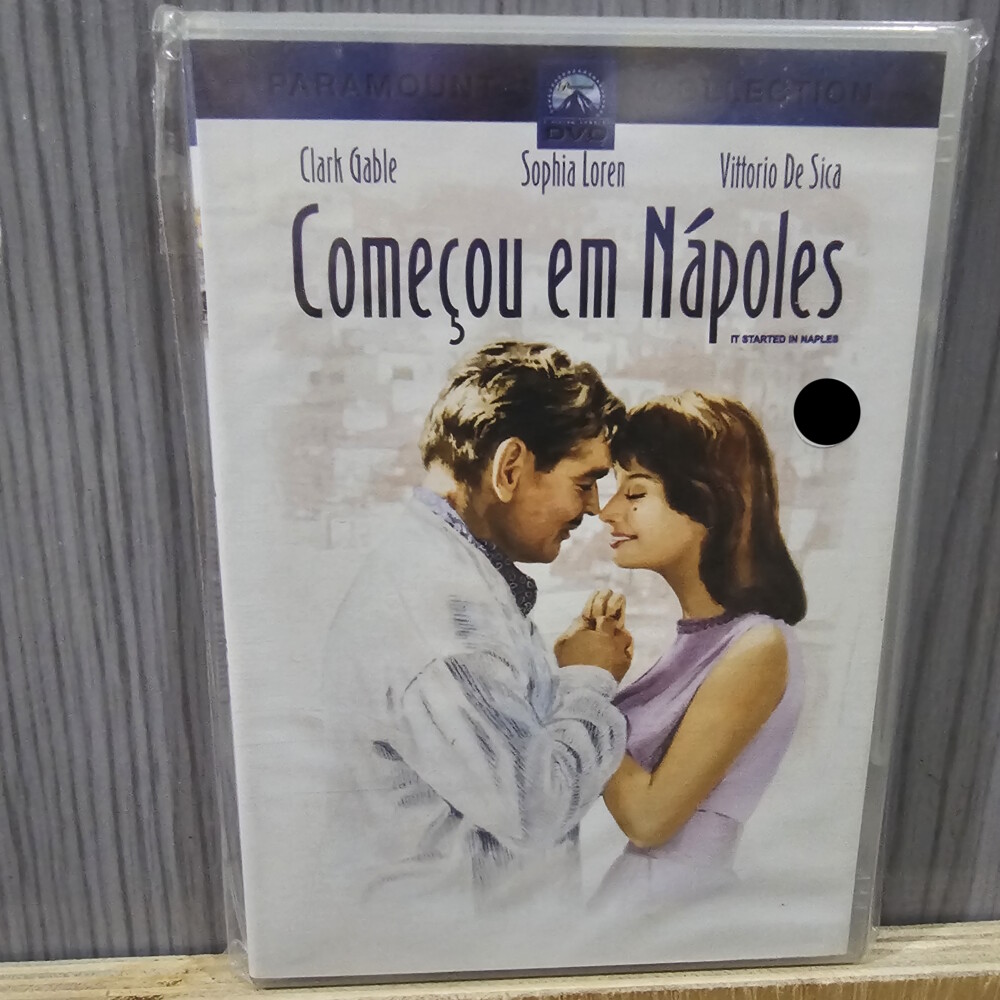 PARAMOUNT COLLECTION
DVD
Clark Gable Sophia Loren Vittorio De Sica
Começou em Nápoles
IT STARTED IN NAPLES